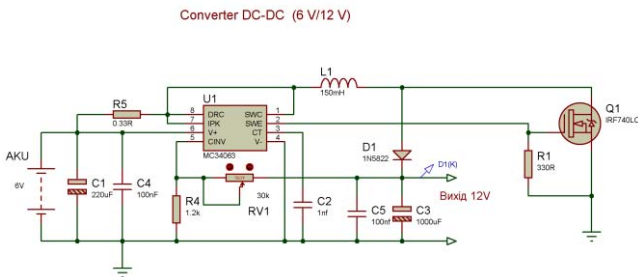 Converter DC-DC (6 V/12 V)
L1
150mH
U1
R5
0.33R
8 DRC SWC 1
7 IPK SWE 2
6 V+ CT 3
5 CINV V- 4
MC34063
Q1
IRF740LC
AKU
6V
D1
1N5822
D1(K)
R1
330R
C1
220uF
C4
100nF
R4
1.2k
30k
RV1
C2
1nf
C5
100nf
C3
1000uF
Вихід 12V